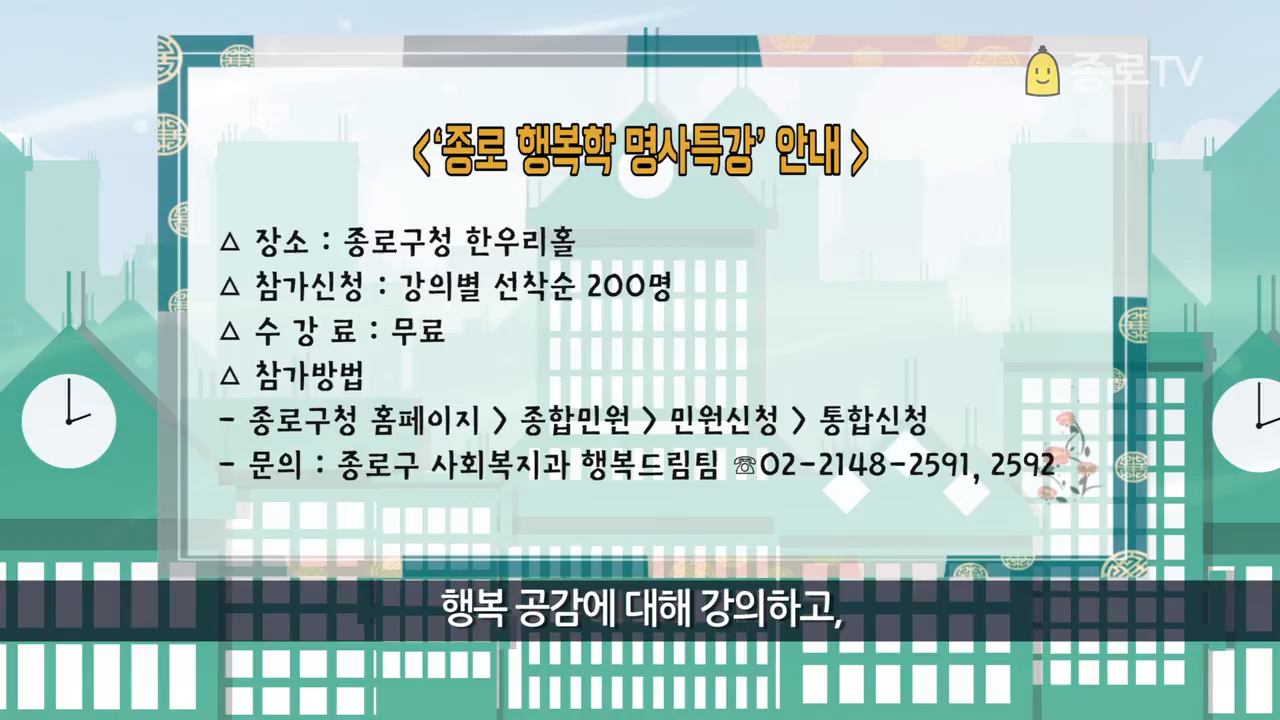 종로TV
<‘종로 행복학 명사특강’ 안내>
△ 장소 : 종로구청 한우리홀
△ 참가신청 : 강의별 선착순 200명
△ 수 강 료 : 무료
△ 참가방법
- 종로구청 홈페이지 > 종합민원 > 민원신청 > 통합신청
- 문의 : 종로구 사회복지과 행복드림팀 ☏02-2148-2591, 2592
행복 공감에 대해 강의하고,